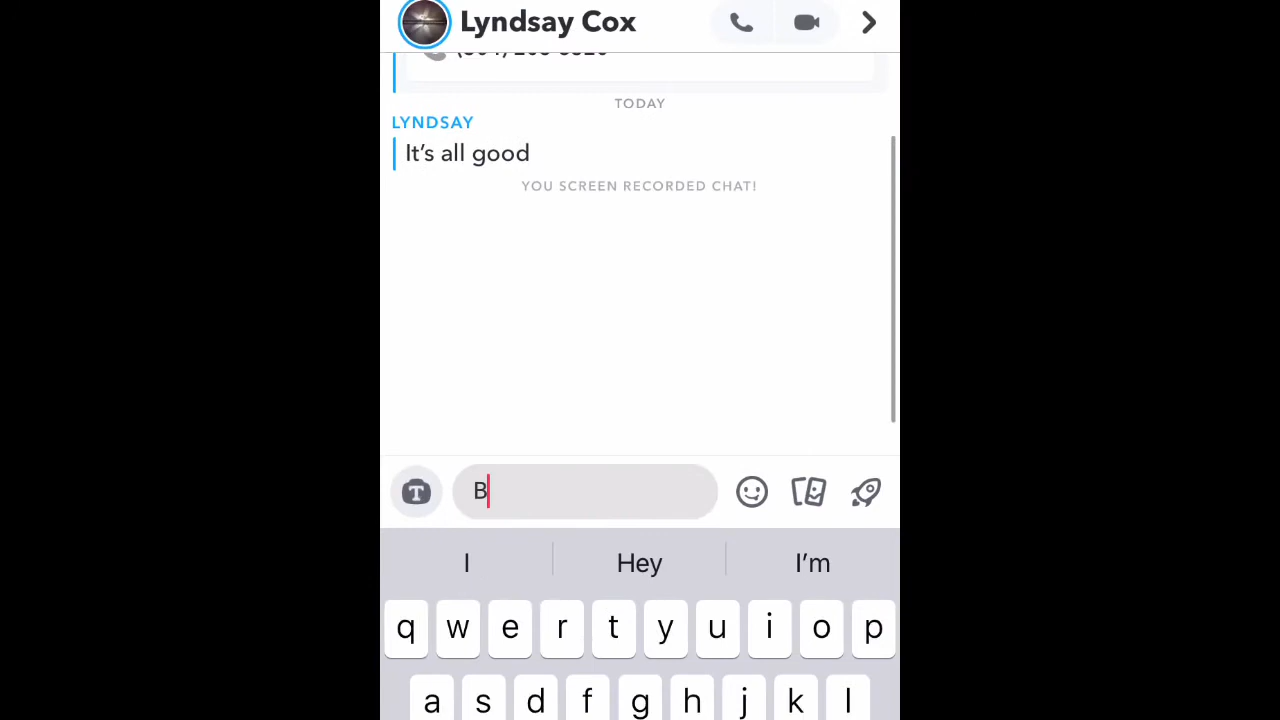 Lyndsay Cox
TODAY
LYNDSAY
It’s all good
YOU SCREEN RECORDED CHAT!
T
B
I Hey I’m
q w e r t y u i o p
a s d f g h j k l